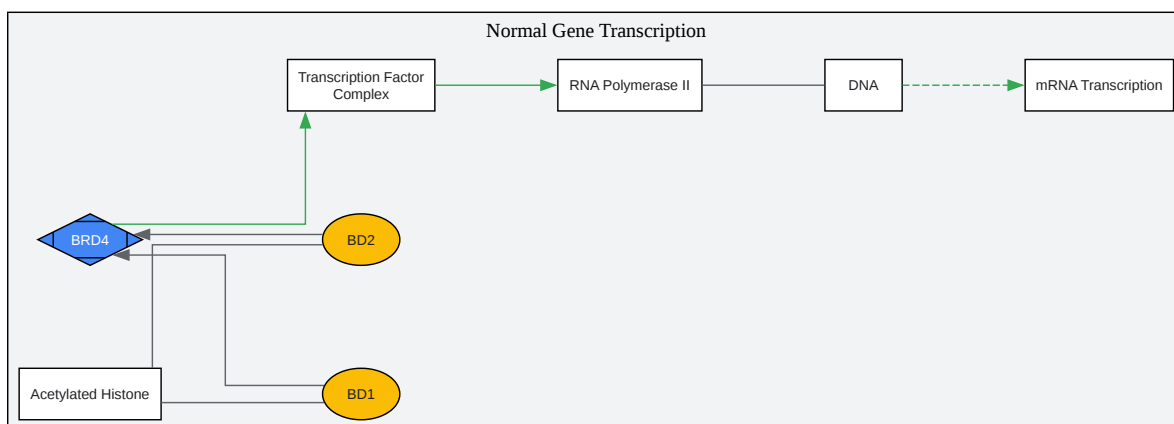 Normal Gene Transcription
Transcription Factor
Complex
RNA Polymerase II
DNA
mRNA Transcription
BRD4
BD2
Acetylated Histone
BD1